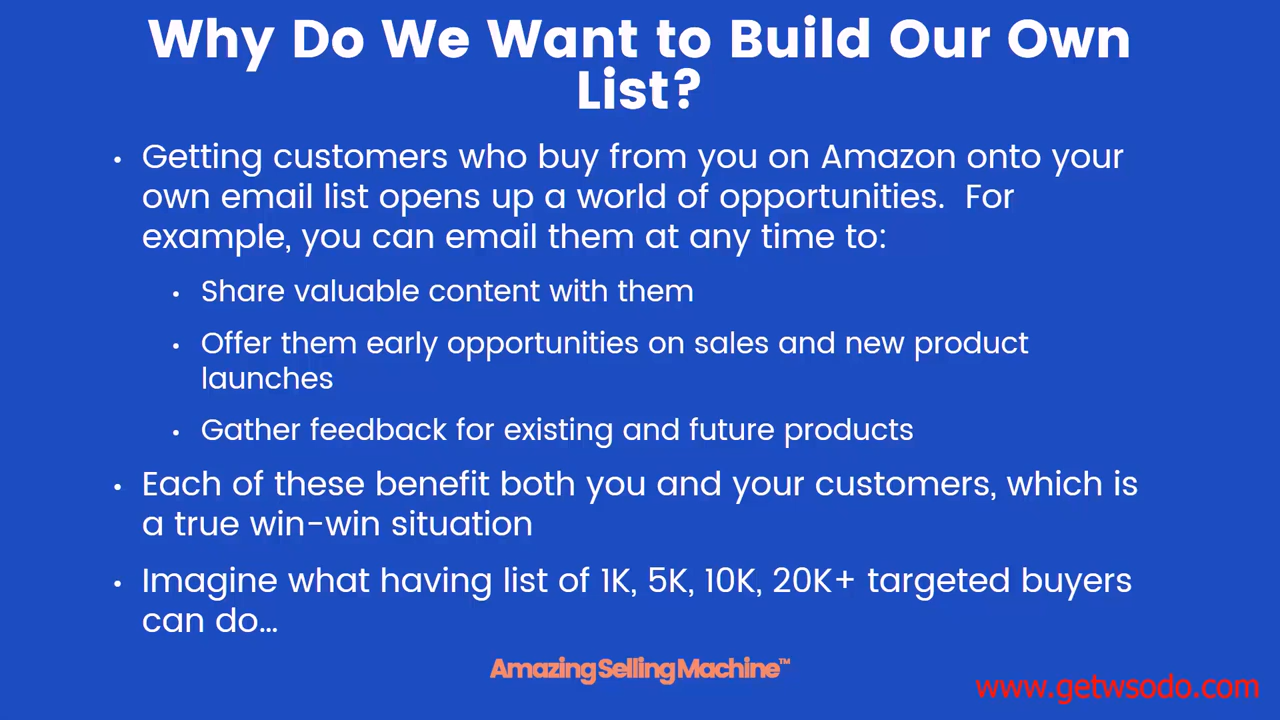 Why Do We Want to Build Our Own
List?
• Getting customers who buy from you on Amazon onto your
own email list opens up a world of opportunities.  For
example, you can email them at any time to:
• Share valuable content with them
• Offer them early opportunities on sales and new product
launches
• Gather feedback for existing and future products
• Each of these benefit both you and your customers, which is
a true win-win situation
• Imagine what having list of 1K, 5K, 10K, 20K+ targeted buyers
can do…
Amazing Selling Machine™
www.getwsodo.com